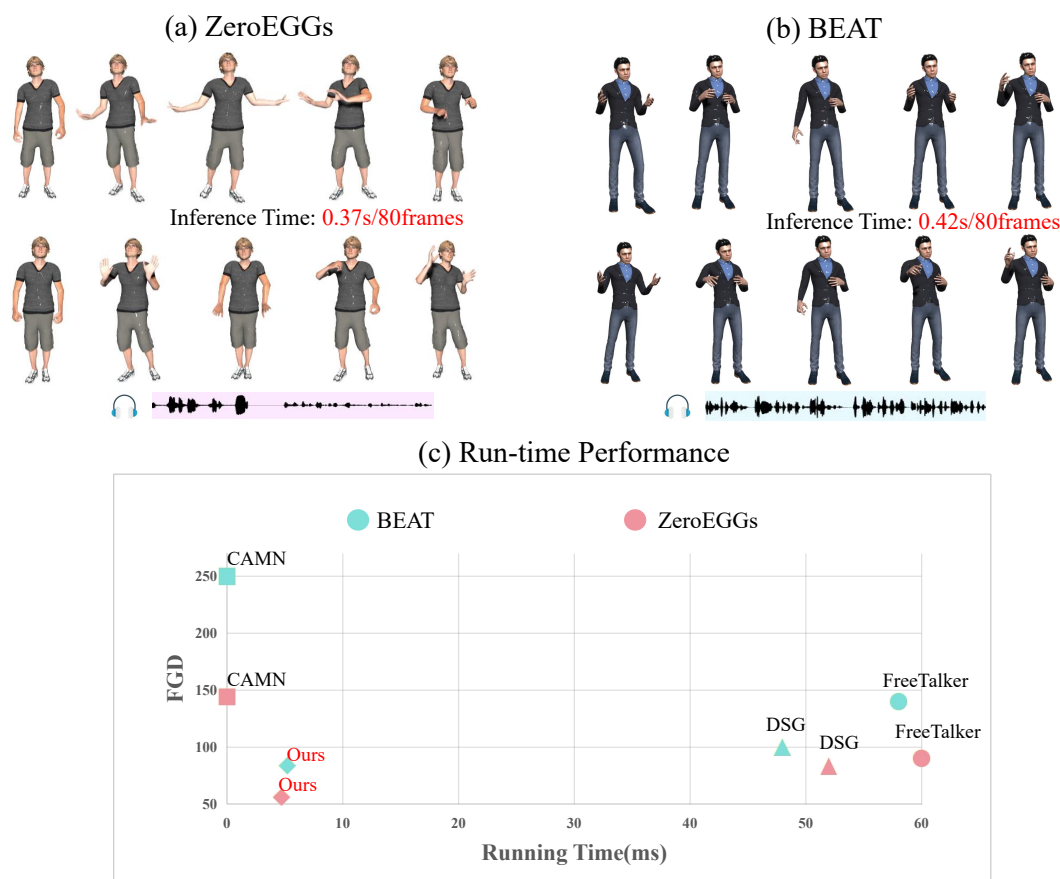 (a) ZeroEGGs
(b) BEAT
Inference Time: 0.37s/80frames
Inference Time: 0.42s/80frames
(c) Run-time Performance
BEAT
ZeroEGGs
CAMN
250
200
CAMN
150
FreeTalker
DSG
DSG
FreeTalker
100
Ours
Ours
50
FGD
0
10
20
30
40
50
60
Running Time(ms)